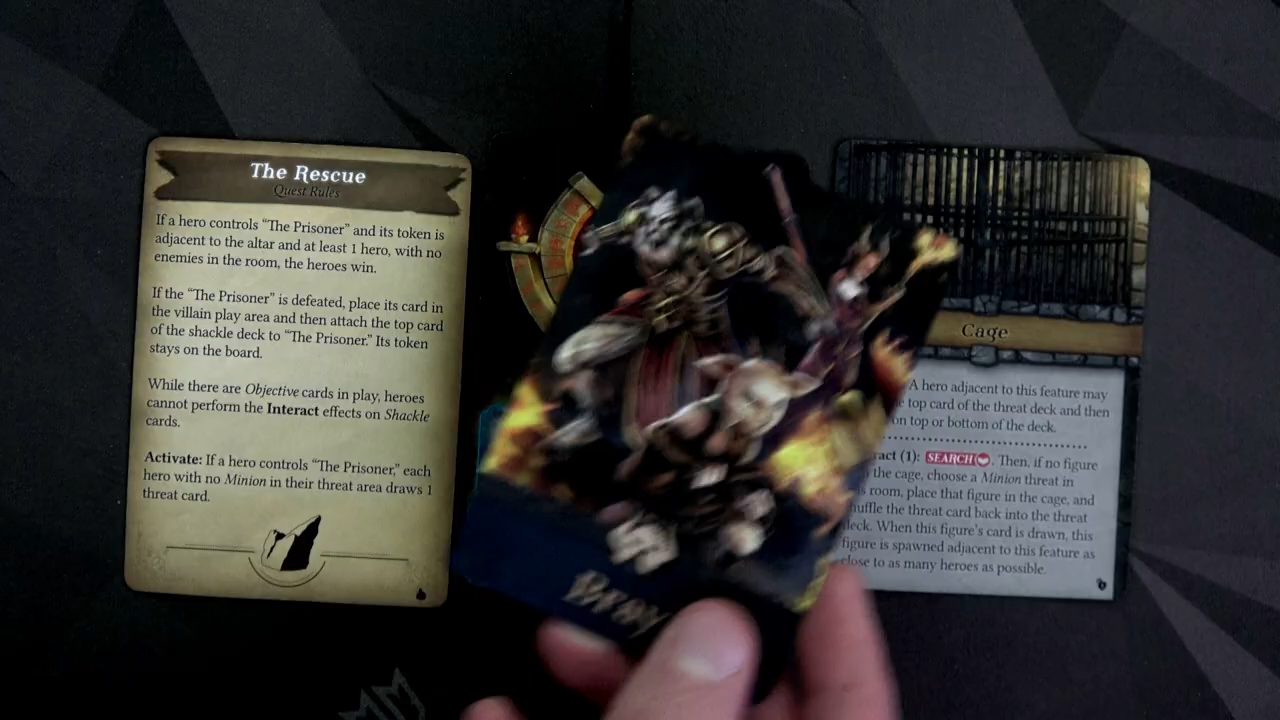 The Rescue
Quest Rules
If a hero controls “The Prisoner” and its token is
adjacent to the altar and at least 1 hero, with no
enemies in the room, the heroes win.
If the “The Prisoner” is defeated, place its card in
the villain play area and then attach the top card
of the shackle deck to “The Prisoner.” Its token
stays on the board.
While there are Objective cards in play, heroes
cannot perform the Interact effects on Shackle
cards.
Activate: If a hero controls “The Prisoner,” each
hero with no Minion in their threat area draws 1
threat card.
Cage
A hero adjacent to this feature may
top card of the threat deck and then
on top or bottom of the deck.
(1): SEARCH. Then, if no figure
the cage, choose a Minion threat in
room, place that figure in the cage, and
shuffle the threat card back into the threat
deck. When this figure's card is drawn, this
figure is spawned adjacent to this feature as
close to as many heroes as possible.